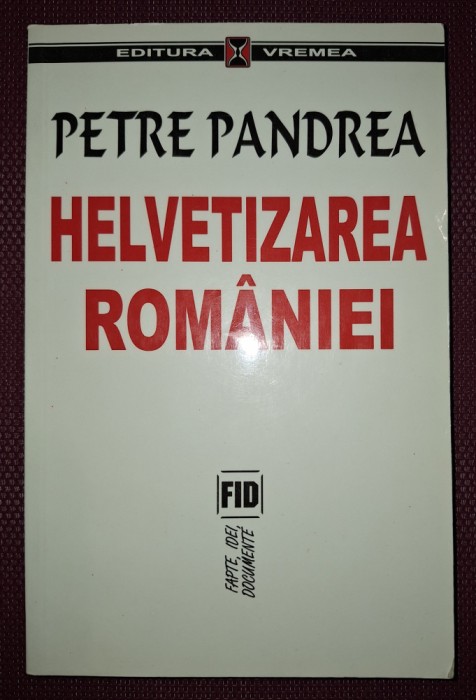 EDITURA VREMEA
PETRE PANDREA
HELVETIZAREA
ROMÂNIEI
FID
FAPTE, IDEI,
DOCUMENTE